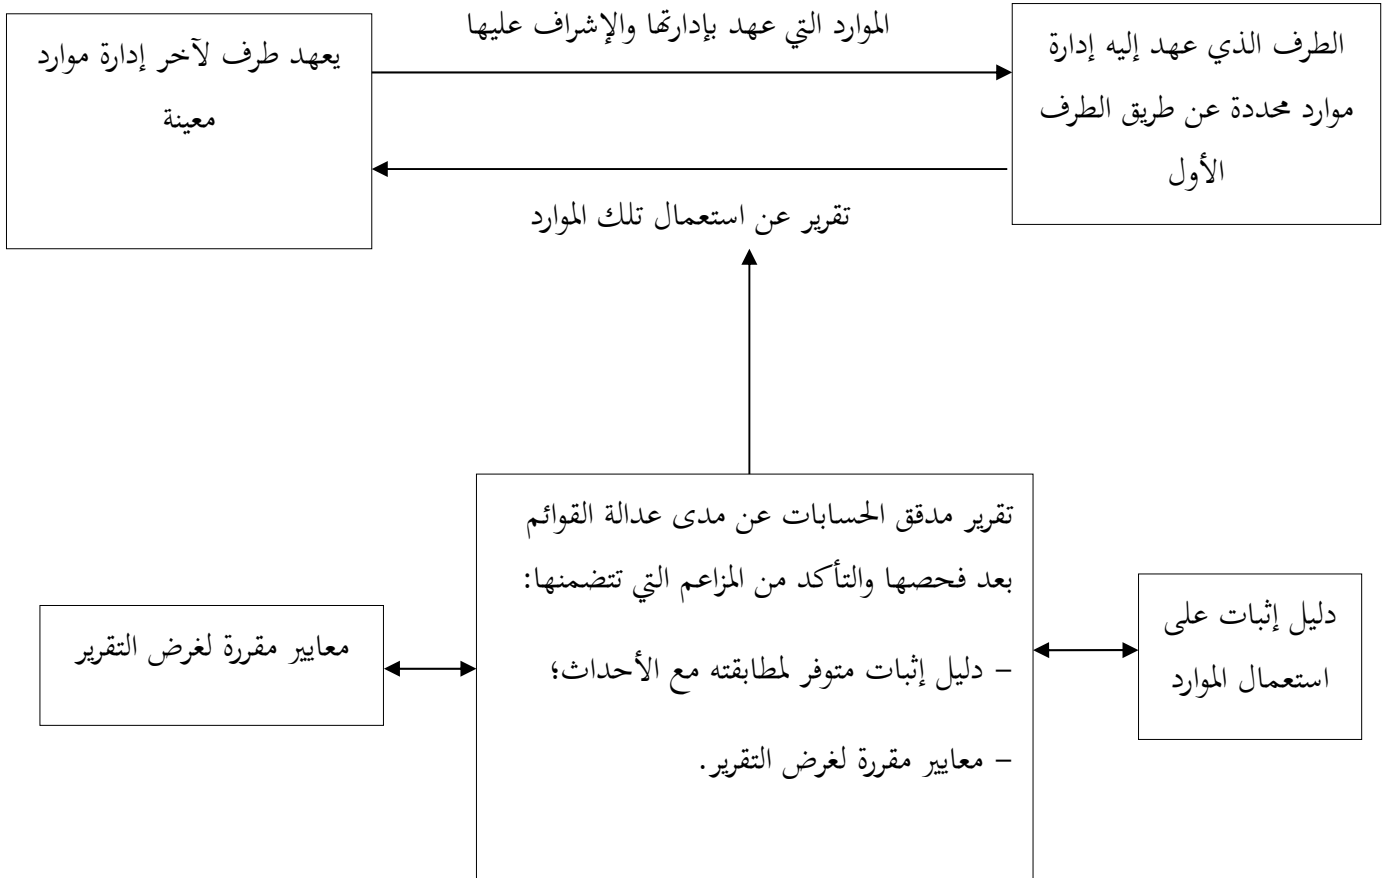 الموارد التي عهد بإدارتها والإشراف عليها
الطرف الذي عهد إليه إدارة
موارد محددة عن طريق الطرف
الأول
يعهد طرف لآخر إدارة موارد
معينة
تقرير عن استعمال تلك الموارد
تقرير مدقق الحسابات عن مدى عدالة القوائم
بعد فحصها والتأكد من المزاعم التي تتضمنها:
– دليل إثبات متوفر لمطابقته مع الأحداث؛
– معايير مقررة لغرض التقرير.
دليل إثبات على
استعمال الموارد
معايير مقررة لغرض التقرير